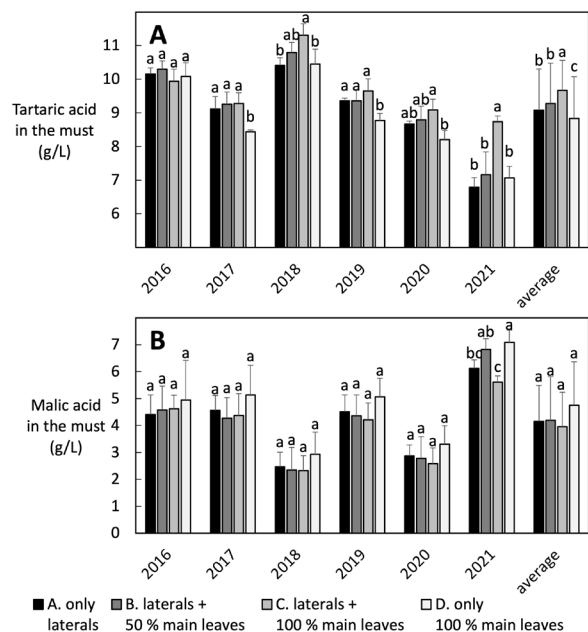 Tartaric acid
in the must
(g/L)
A
11
10
9
8
7
6
a a a a
a a a b
b ab a b
a a a b
ab ab a b
b b a b
b b a c
2016 2017 2018 2019 2020 2021 average
Malic acid
in the must
(g/L)
B
7
6
5
4
3
2
1
0
a a a a
a a a a
a a a a
a a a a
a a a a
bc ab c a
a a a a
2016 2017 2018 2019 2020 2021 average
A. only
laterals
B. laterals +
50 % main leaves
C. laterals +
100% main leaves
D. only
100% main leaves